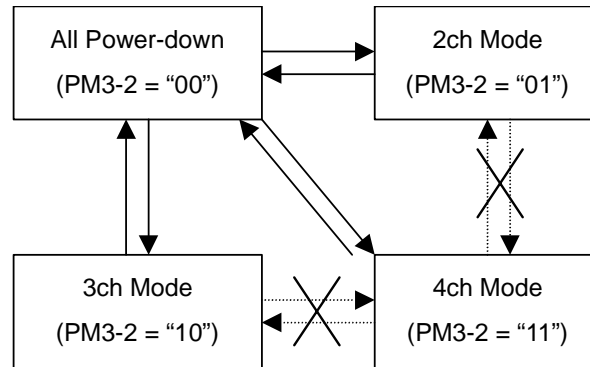 All Power-down
(PM3-2 = “00”)
2ch Mode
(PM3-2 = “01”)
3ch Mode
(PM3-2 = “10”)
4ch Mode
(PM3-2 = “11”)